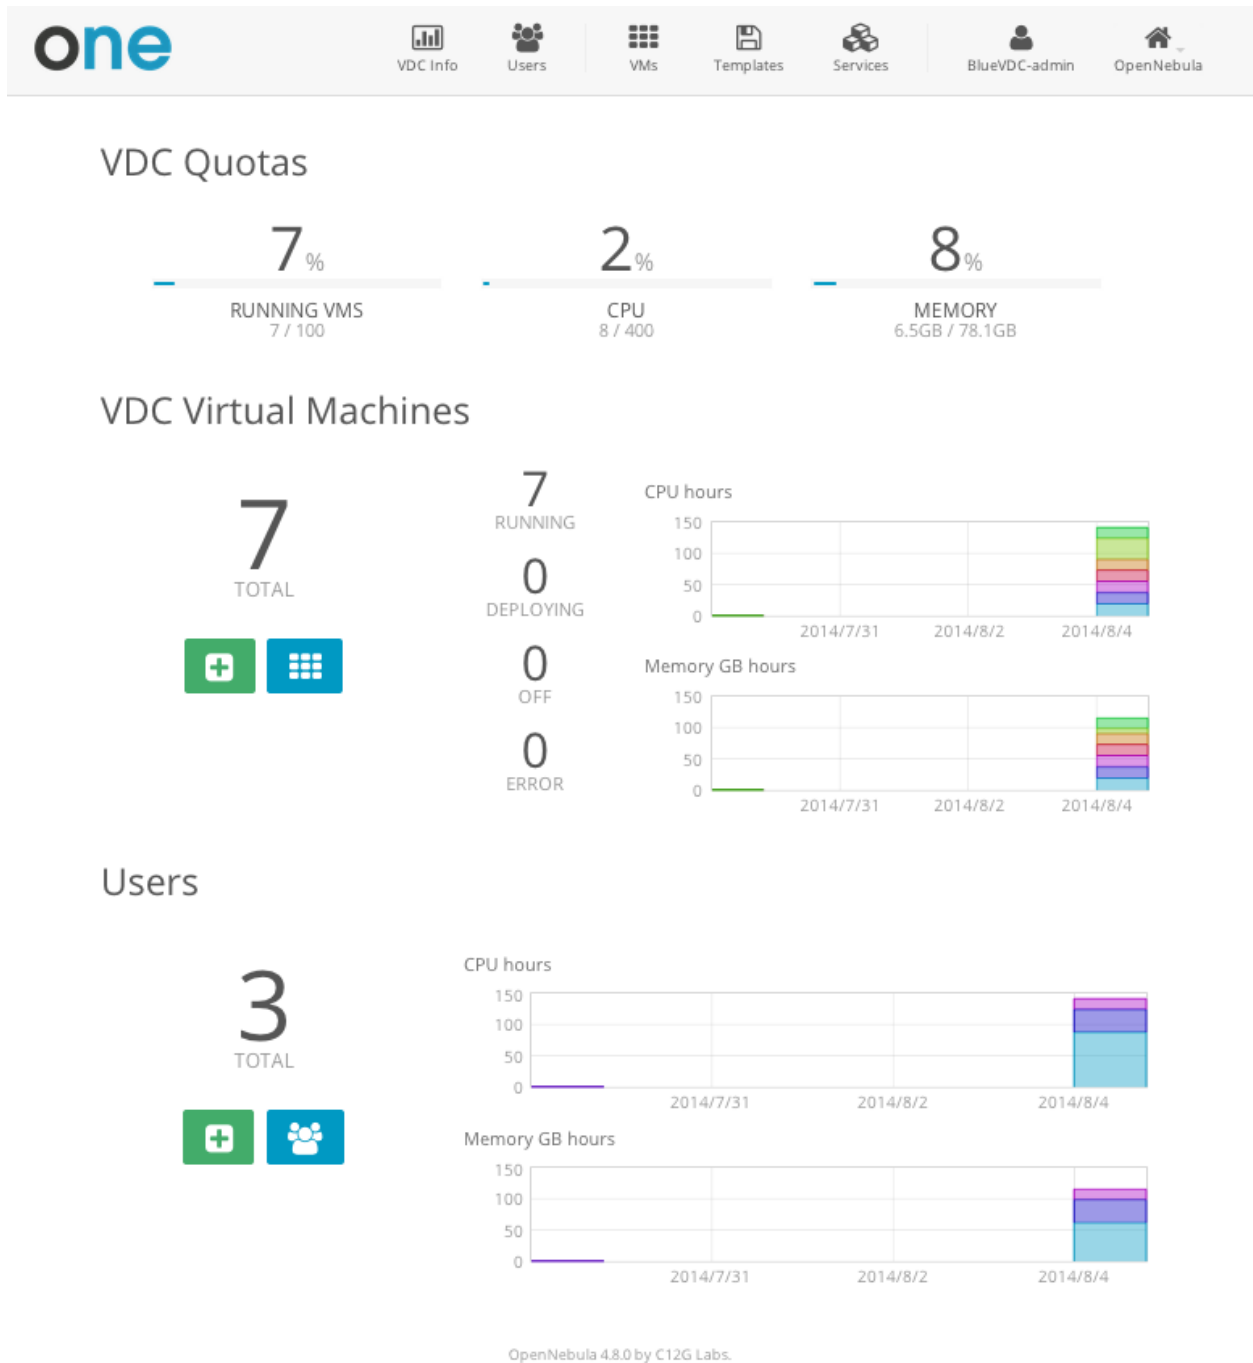 one
VDC Info Users VMs Templates Services BlueVDC-admin OpenNebula
VDC Quotas
7% 2% 8%
RUNNING VMS CPU MEMORY
7 / 100 8 / 400 6.5GB / 78.1GB
VDC Virtual Machines
7
TOTAL
7
RUNNING
0
DEPLOYING
0
OFF
0
ERROR
CPU hours
150
100
50
0
2014/7/31 2014/8/2 2014/8/4
Memory GB hours
150
100
50
0
2014/7/31 2014/8/2 2014/8/4
Users
3
TOTAL
CPU hours
150
100
50
0
2014/7/31 2014/8/2 2014/8/4
Memory GB hours
150
100
50
0
2014/7/31 2014/8/2 2014/8/4
OpenNebula 4.8.0 by C12G Labs.